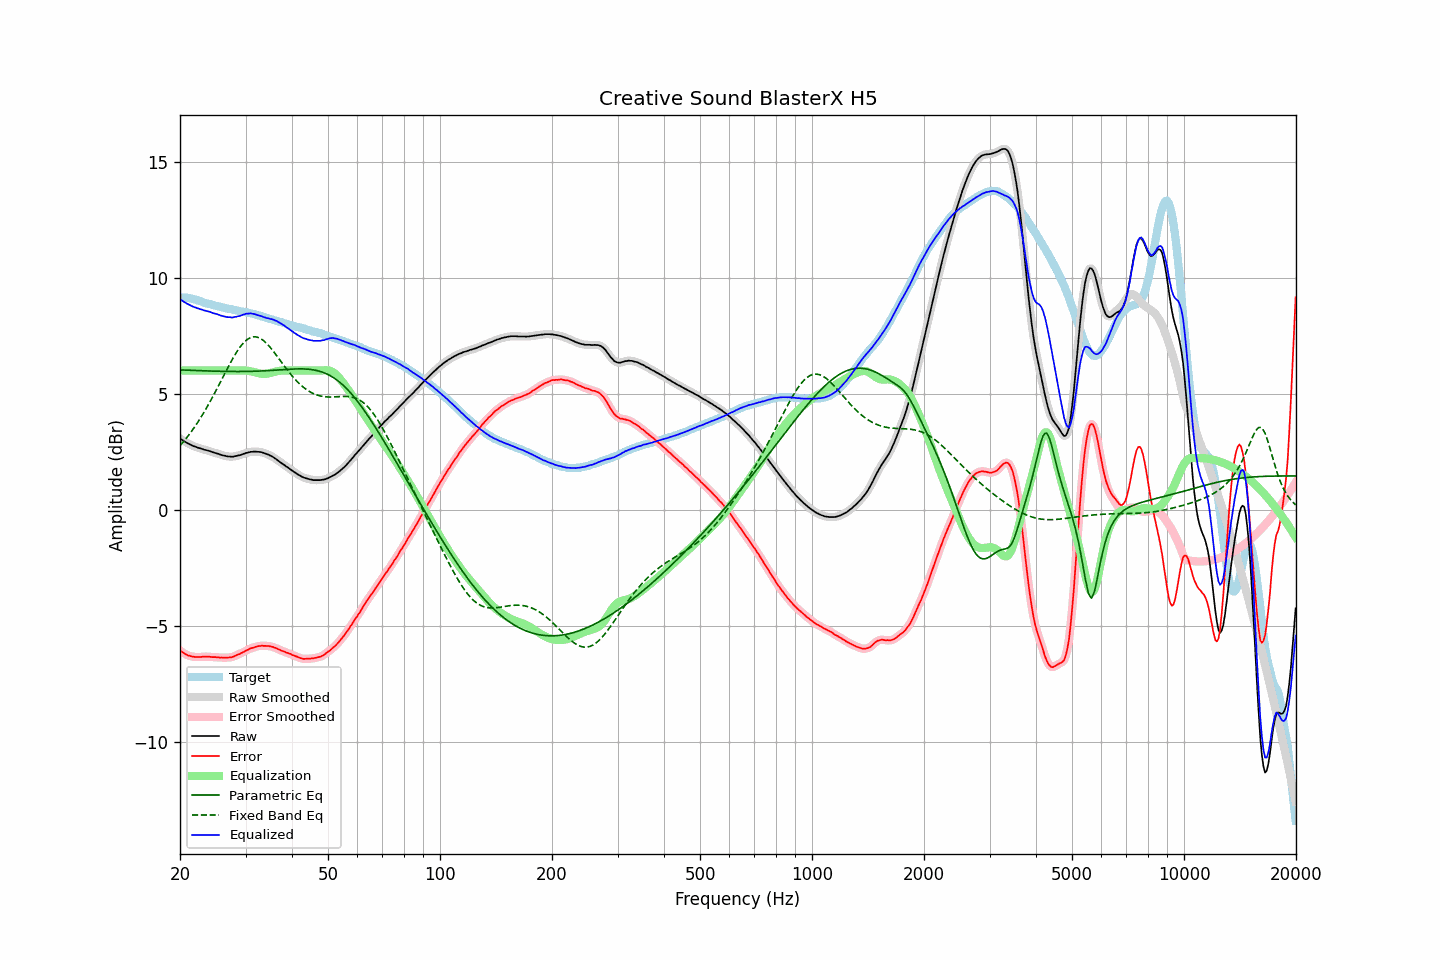 Creative Sound BlasterX H5
Amplitude (dBr)
15
10
5
0
−5
−10
Target
Raw Smoothed
Error Smoothed
Raw
Error
Equalization
Parametric Eq
Fixed Band Eq
Equalized
20 50 100 200 500 1000 2000 5000 10000 20000
Frequency (Hz)